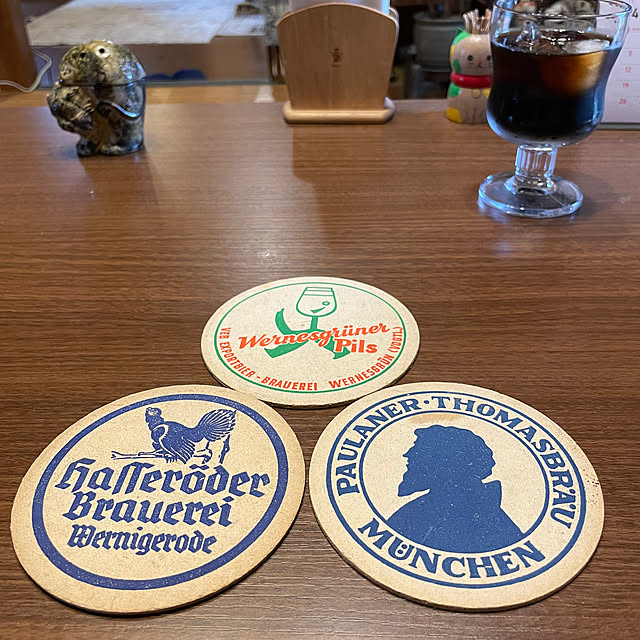 Wernesgrüner
Pils
VEB EXPORTBIER-BRAUEREI WERNESGRÜN (VOGTL)
Hasseröder
Brauerei
Wernigerode
PAULANER·THOMASBRÄU
MÜNCHEN